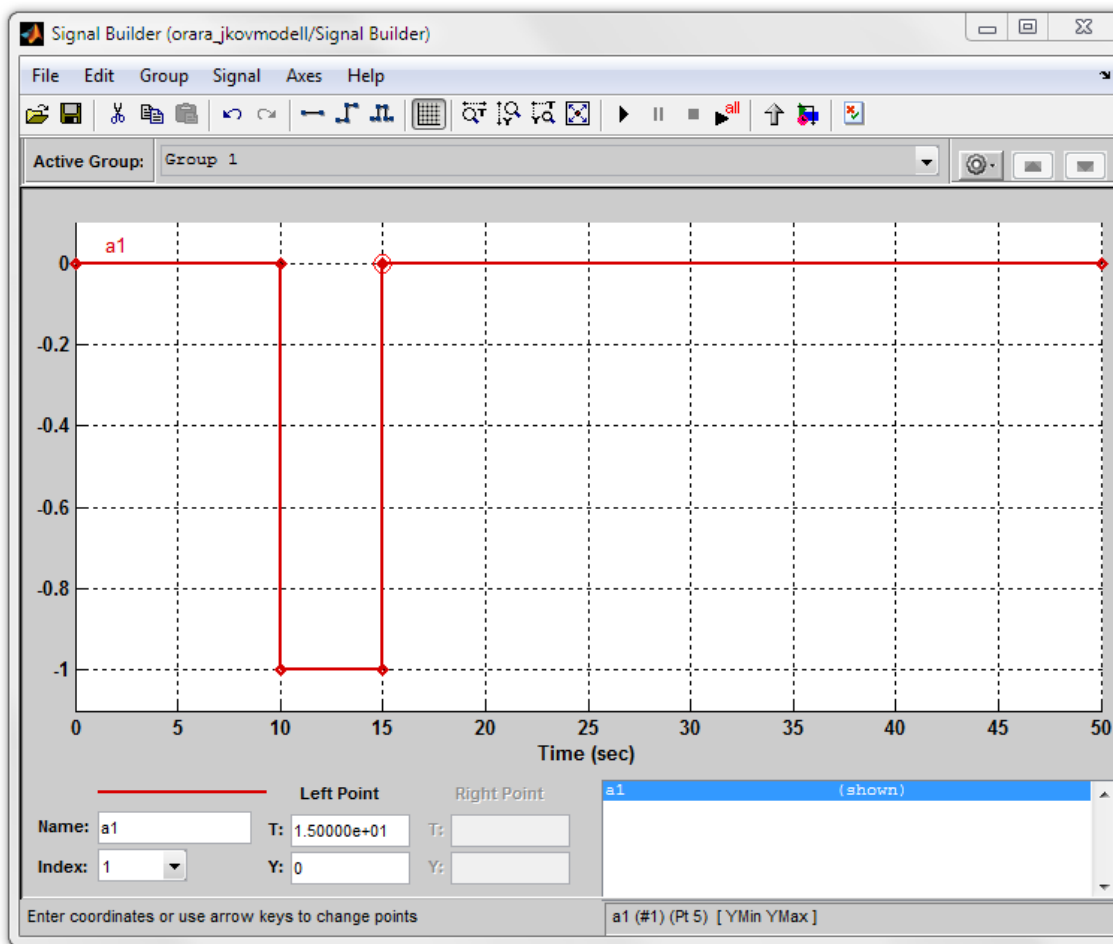 Signal Builder (orara_jkovmodell/Signal Builder)
File Edit Group Signal Axes Help
all
Active Group: Group 1
a1
0
-0.2
-0.4
-0.6
-0.8
-1
0 5 10 15 20 25 30 35 40 45 50
Time (sec)
Left Point Right Point
Name: a1 T: 1.50000e+01 T:
Index: 1 Y: 0 Y:
a1 (shown)
Enter coordinates or use arrow keys to change points
a1 (#1) (Pt 5) [ YMin YMax ]